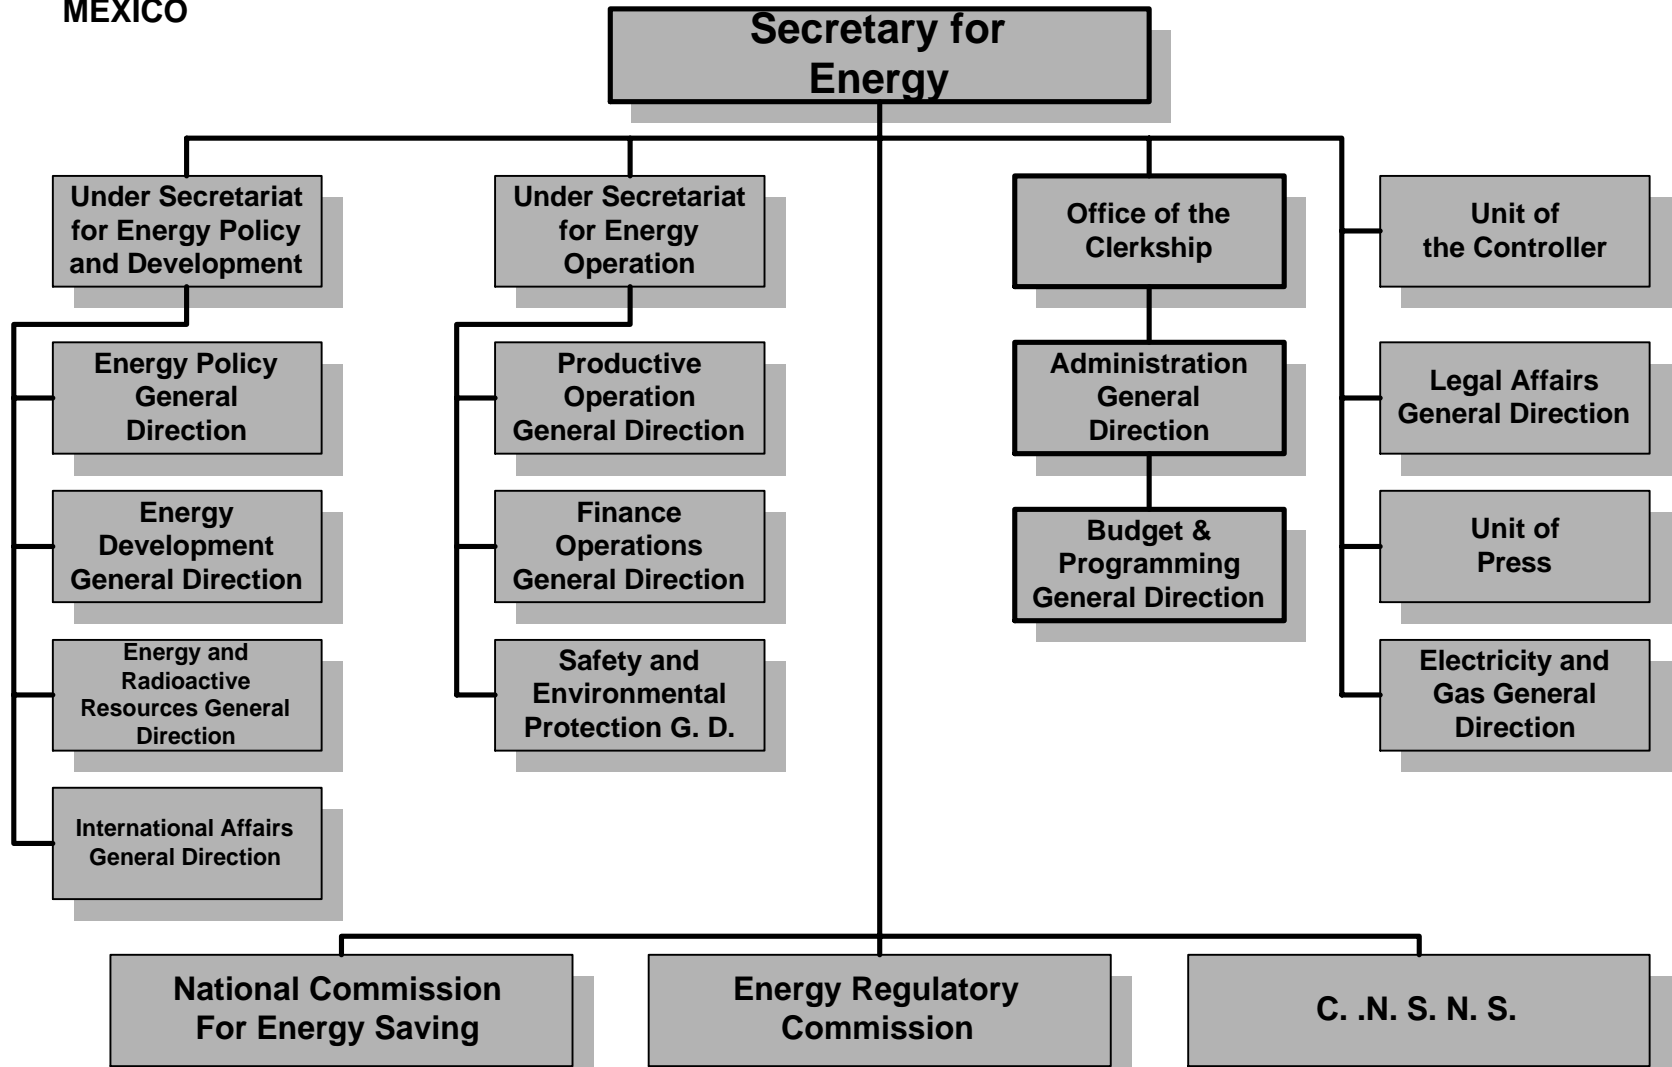 MEXICO
Secretary for
Energy
Under Secretariat
for Energy Policy
and Development
Under Secretariat
for Energy
Operation
Office of the
Clerkship
Unit of
the Controller
Energy Policy
General
Direction
Productive
Operation
General Direction
Administration
General
Direction
Legal Affairs
General Direction
Energy
Development
General Direction
Finance
Operations
General Direction
Budget &
Programming
General Direction
Unit of
Press
Energy and
Radioactive
Resources General
Direction
Safety and
Environmental
Protection G. D.
Electricity and
Gas General
Direction
International Affairs
General Direction
National Commission
For Energy Saving
Energy Regulatory
Commission
C. .N. S. N. S.